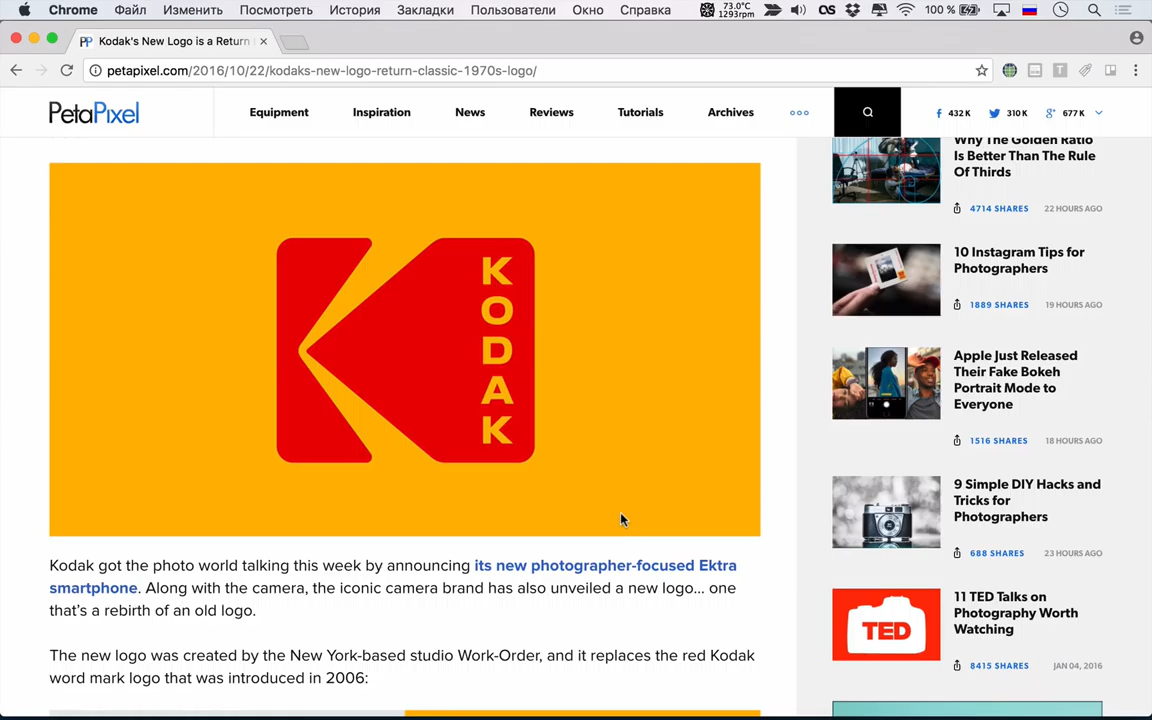 Chrome Файл Изменить Посмотреть История Закладки Пользователи Окно Справка 73.0°C 1293rpm 100 %
Kodak's New Logo is a Return
petapixel.com/2016/10/22/kodaks-new-logo-return-classic-1970s-logo/
PetaPixel Equipment Inspiration News Reviews Tutorials Archives 432 K 310 K 677 K
KODAK
Kodak got the photo world talking this week by announcing its new photographer-focused Ektra
smartphone. Along with the camera, the iconic camera brand has also unveiled a new logo... one
that's a rebirth of an old logo.
The new logo was created by the New York-based studio Work-Order, and it replaces the red Kodak
word mark logo that was introduced in 2006:
Why The Golden Ratio
Is Better Than The Rule
Of Thirds
4714 SHARES 22 HOURS AGO
10 Instagram Tips for
Photographers
1889 SHARES 19 HOURS AGO
Apple Just Released
Their Fake Bokeh
Portrait Mode to
Everyone
1516 SHARES 18 HOURS AGO
9 Simple DIY Hacks and
Tricks for
Photographers
688 SHARES 23 HOURS AGO
TED
11 TED Talks on
Photography Worth
Watching
8415 SHARES JAN 04, 2016